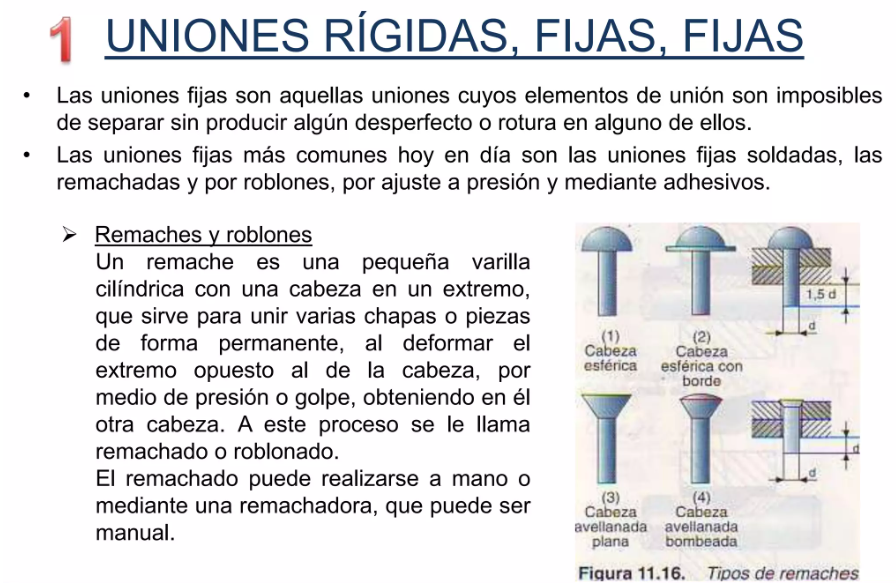 1 UNIONES RÍGIDAS, FIJAS, FIJAS
• Las uniones fijas son aquellas uniones cuyos elementos de unión son imposibles
de separar sin producir algún desperfecto o rotura en alguno de ellos.
• Las uniones fijas más comunes hoy en día son las uniones fijas soldadas, las
remachadas y por roblones, por ajuste a presión y mediante adhesivos.
➢ Remaches y roblones
Un remache es una pequeña varilla
cilíndrica con una cabeza en un extremo,
que sirve para unir varias chapas o piezas
de forma permanente, al deformar el
extremo opuesto al de la cabeza, por
medio de presión o golpe, obteniendo en él
otra cabeza. A este proceso se le llama
remachado o roblonado.
El remachado puede realizarse a mano o
mediante una remachadora, que puede ser
manual.
1,5 d
d
(1)
Cabeza
esférica
(2)
Cabeza
esférica con
borde
d
d
(3)
Cabeza
avellanada
plana
(4)
Cabeza
avellanada
bombeada
Figura 11.16. Tipos de remaches